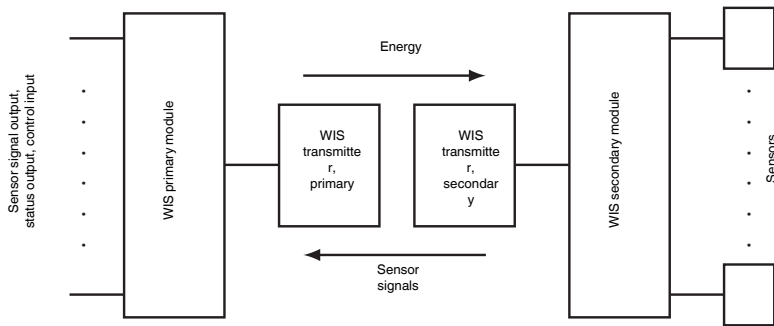 Sensor signal output,
status output, control input
WIS primary module
Energy
WIS
transmitte
r,
primary
WIS
transmitte
r,
secondar
y
Sensor
signals
WIS secondary module
Sensors